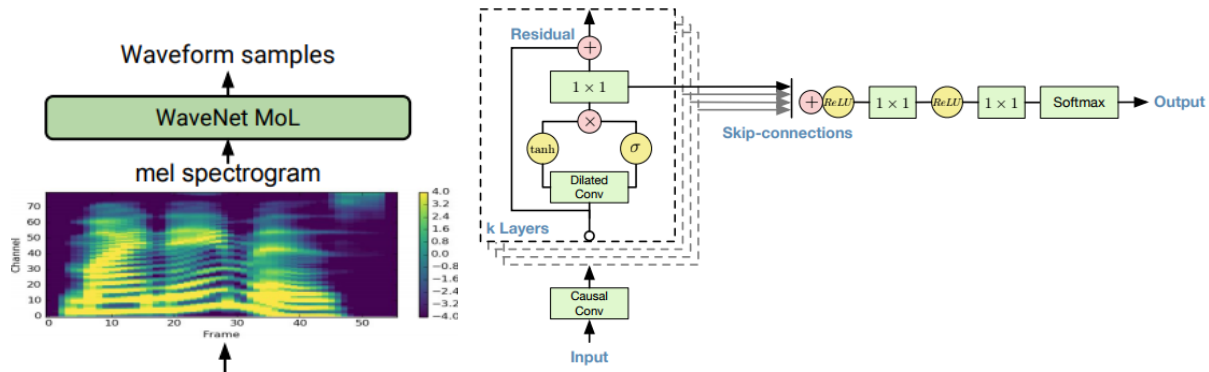 Waveform samples
WaveNet MoL
mel spectrogram
Channel
70
60
50
40
30
20
10
0
0 10 20 30 40 50
Frame
4.0
3.2
2.4
1.6
0.8
0.0
−0.8
−1.6
−2.4
−3.2
−4.0
Residual
+
1 × 1
×
tanh
σ
Dilated
Conv
k Layers
Causal
Conv
Input
Skip-connections
+ ReLU 1 × 1 ReLU 1 × 1 Softmax Output